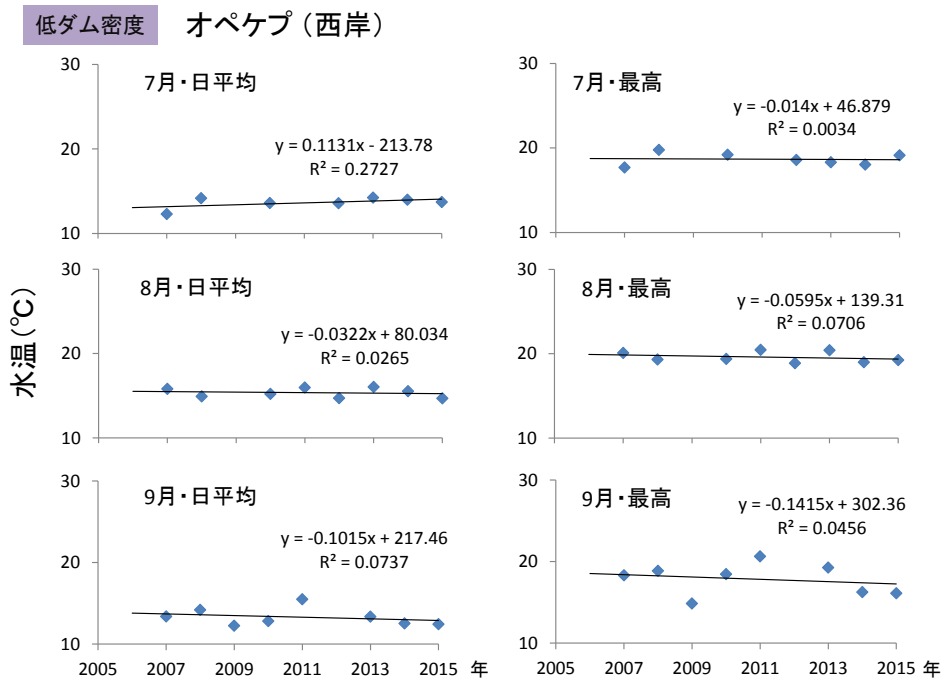 低ダム密度 オペケプ（西岸）
30
7月・日平均
y = 0.1131x - 213.78
R² = 0.2727
20
10
30
7月・最高
y = -0.014x + 46.879
R² = 0.0034
20
10
水温(℃)
30
8月・日平均
y = -0.0322x + 80.034
R² = 0.0265
20
10
30
8月・最高
y = -0.0595x + 139.31
R² = 0.0706
20
10
30
9月・日平均
y = -0.1015x + 217.46
R² = 0.0737
20
10
2005 2007 2009 2011 2013 2015 年
30
9月・最高
y = -0.1415x + 302.36
R² = 0.0456
20
10
2005 2007 2009 2011 2013 2015 年